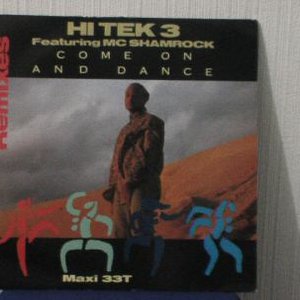 HI TEK 3
Featuring MC SHAMROCK
COME ON
AND DANCE
Remixes
Maxi 33T